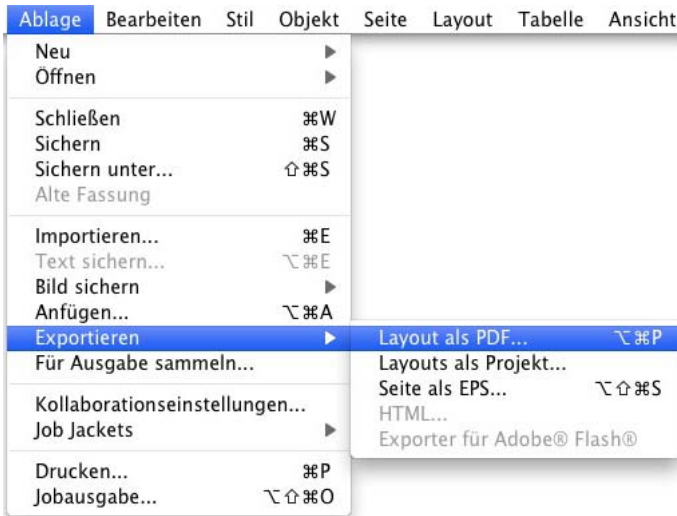 Ablage Bearbeiten Stil Objekt Seite Layout Tabelle Ansicht
Neu
Öffnen
Schließen ⌘W
Sichern ⌘S
Sichern unter... ⇧⌘S
Alte Fassung
Importieren... ⌘E
Text sichern... ⌥⌘E
Bild sichern
Anfügen... ⌥⌘A
Exportieren
Layout als PDF... ⌥⌘P
Für Ausgabe sammeln...
Layouts als Projekt...
Seite als EPS... ⌥⇧⌘S
Kollaborationseinstellungen...
HTML...
Job Jackets
Exporter für Adobe® Flash®
Drucken... ⌘P
Jobausgabe... ⌥⇧⌘O